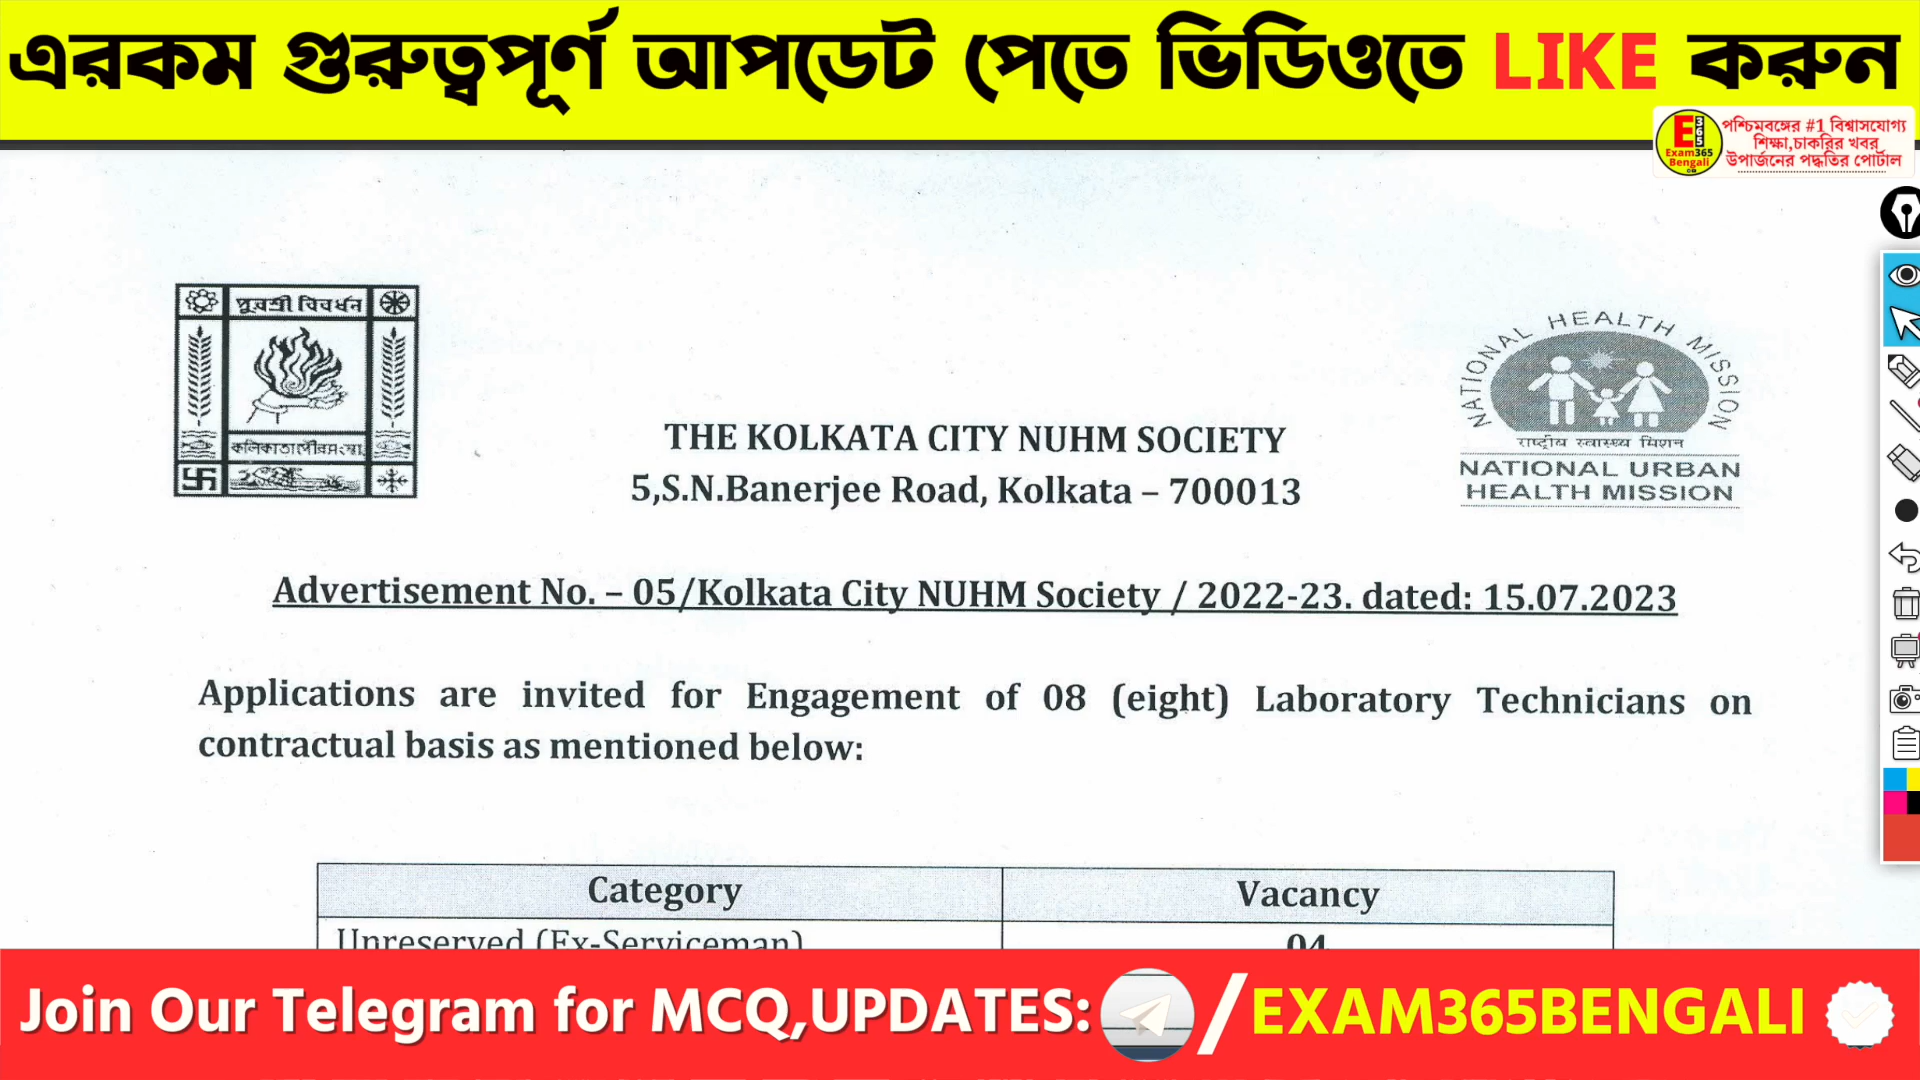 এরকম গুরুত্বপূর্ণ আপডেট পেতে ভিডিওতে LIKE করুন
E365
Exam365
Bengali
পশ্চিমবঙ্গের #1 বিশ্বাসযোগ্য
শিক্ষা,চাকরির খবর
উপার্জনের পদ্ধতির পোর্টাল
পুরশ্রী বিবর্ধন
কলিকাতা পৌরসংস্থা
NATIONAL HEALTH MISSION
राष्ट्रीय स्वास्थ्य मिशन
NATIONAL URBAN
HEALTH MISSION
THE KOLKATA CITY NUHM SOCIETY
5,S.N.Banerjee Road, Kolkata – 700013
Advertisement No. – 05/Kolkata City NUHM Society / 2022-23. dated: 15.07.2023
Applications are invited for Engagement of 08 (eight) Laboratory Technicians on
contractual basis as mentioned below:
Category Vacancy
Unreserved (Ex-Serviceman) 04
Join Our Telegram for MCQ,UPDATES: /EXAM365BENGALI